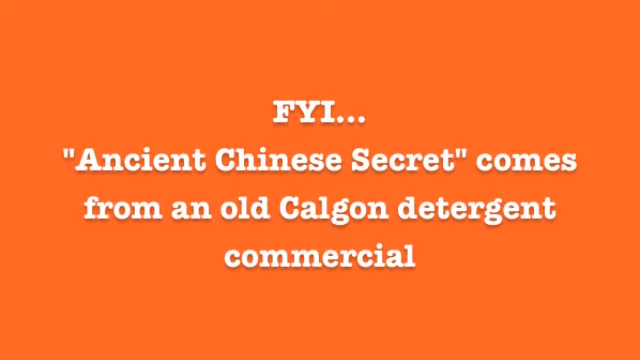 FYI...
"Ancient Chinese Secret" comes
from an old Calgon detergent
commercial